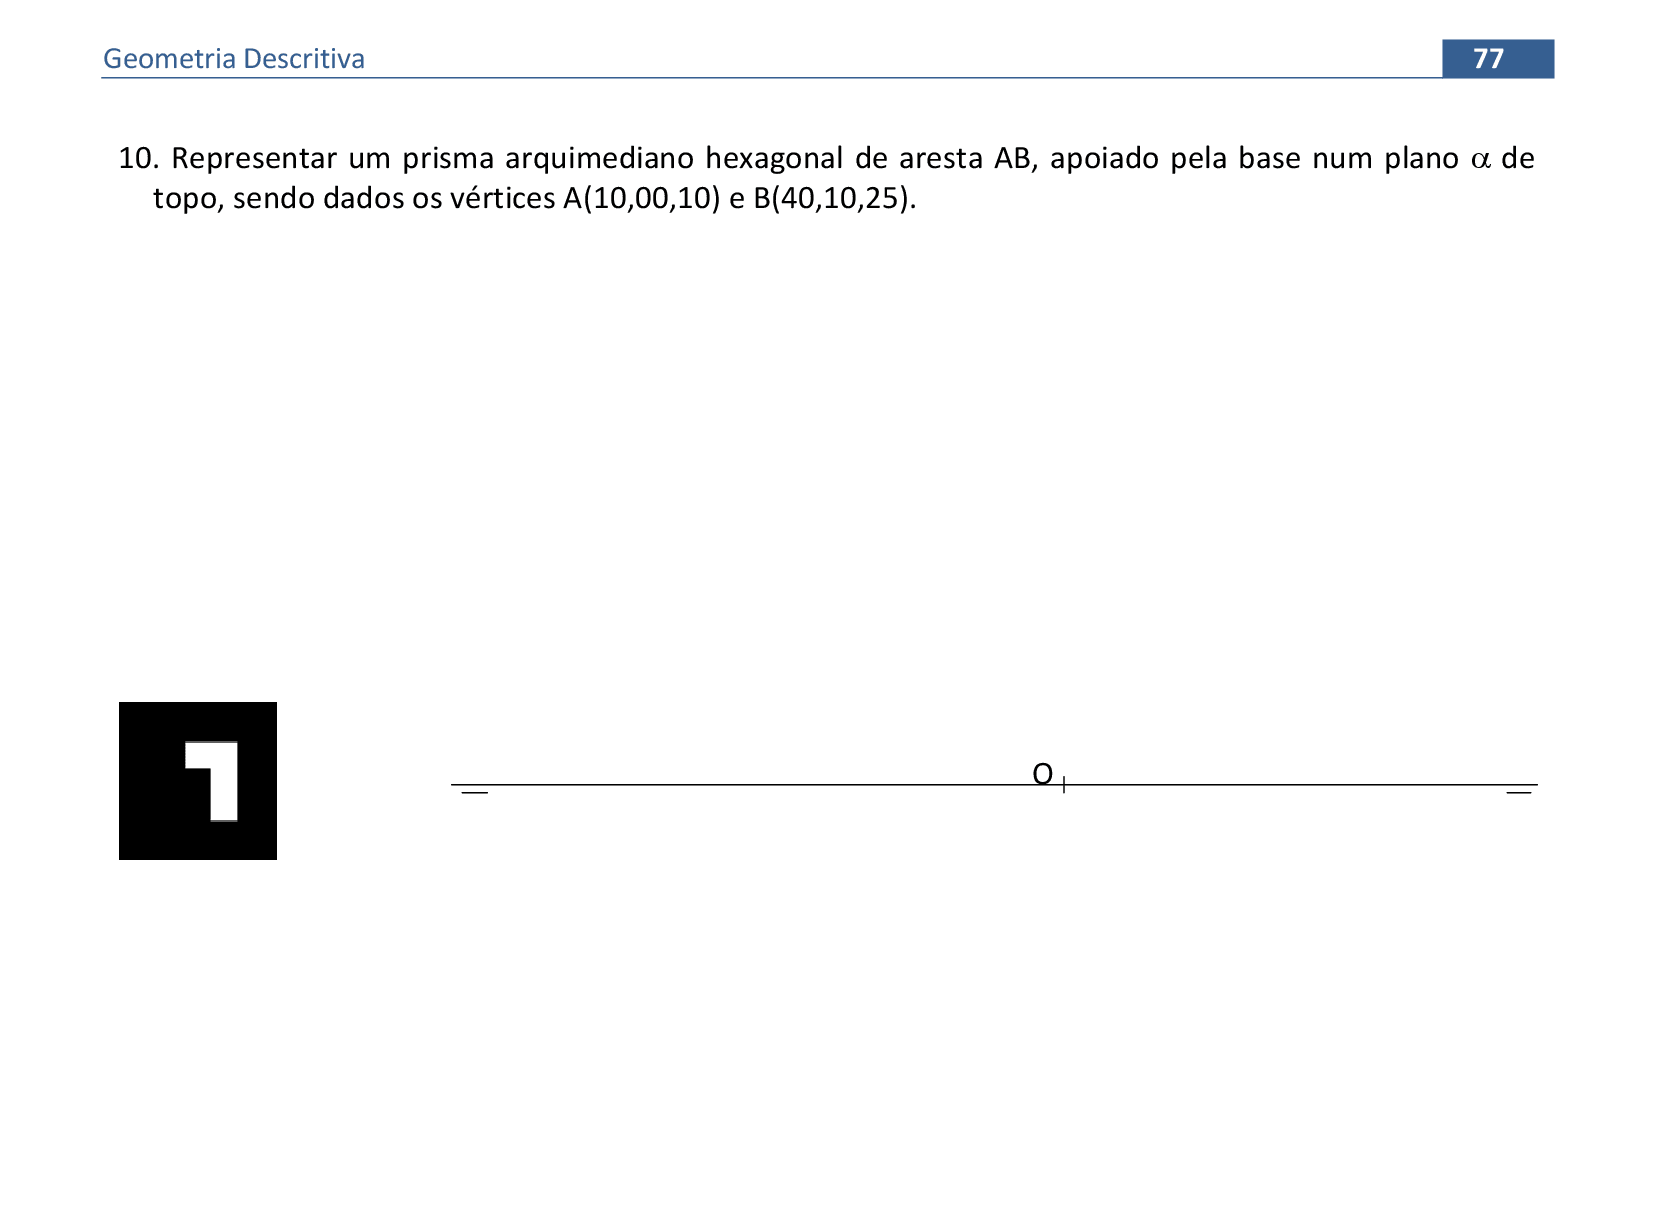 Geometria Descritiva 77
10. Representar um prisma arquimediano hexagonal de aresta AB, apoiado pela base num plano α de
topo, sendo dados os vértices A(10,00,10) e B(40,10,25).
1
O